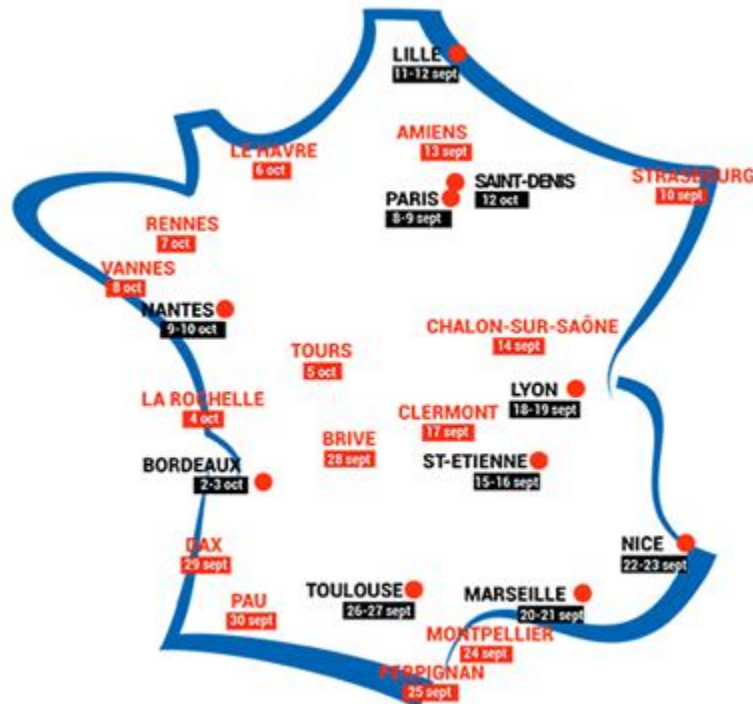 LILLE
11-12 sept
AMIENS
13 sept
LE HAVRE
6 oct
STRASBOURG
10 sept
SAINT-DENIS
12 oct
PARIS
8-9 sept
RENNES
7 oct
VANNES
8 oct
NANTES
9-10 oct
CHALON-SUR-SAÔNE
14 sept
TOURS
5 oct
LYON
18-19 sept
LA ROCHELLE
4 oct
CLERMONT
17 sept
BRIVE
28 sept
ST-ETIENNE
15-16 sept
BORDEAUX
2-3 oct
DAX
29 sept
NICE
22-23 sept
TOULOUSE
26-27 sept
MARSEILLE
20-21 sept
PAU
30 sept
MONTPELLIER
24 sept
PERPIGNAN
25 sept